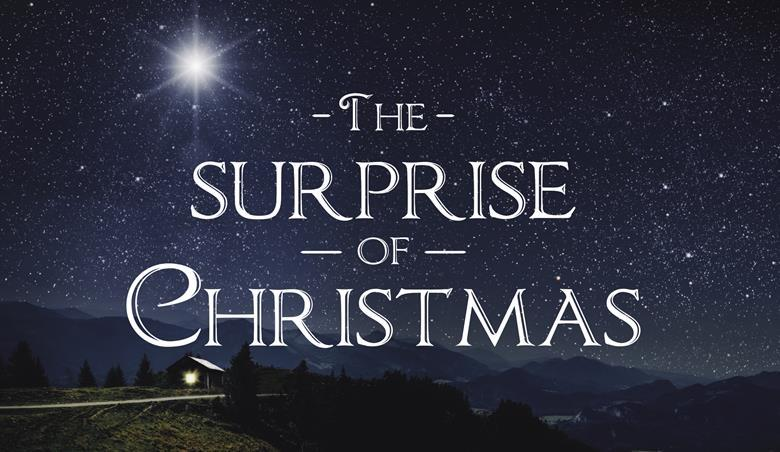 - The -
SURPRISE
— OF —
CHRISTMAS